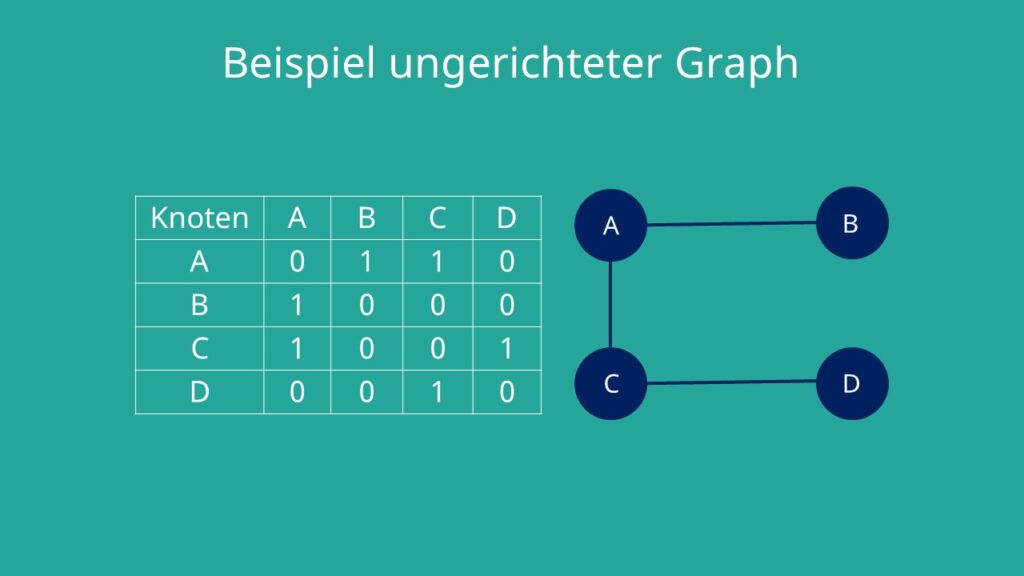 Beispiel ungerichteter Graph
Knoten A B C D
A 0 1 1 0
B 1 0 0 0
C 1 0 0 1
D 0 0 1 0
A B
C D